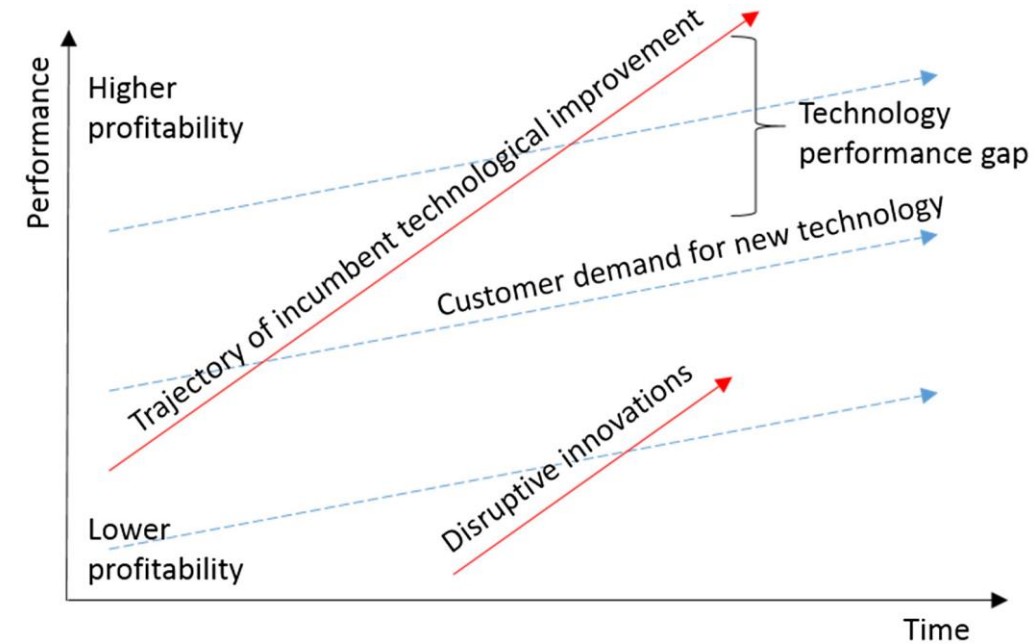 Performance
Higher
profitability
Trajectory of incumbent technological improvement
Technology
performance gap
Customer demand for new technology
Disruptive innovations
Lower
profitability
Time